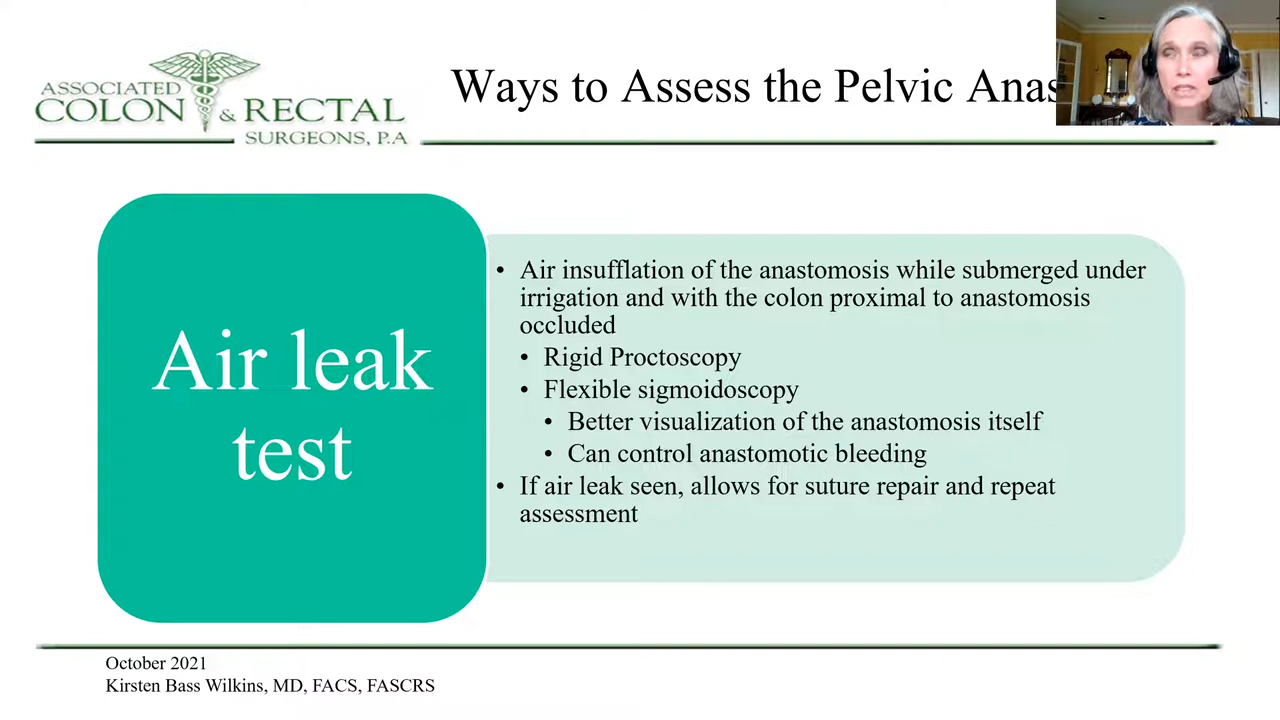 ASSOCIATED
COLON & RECTAL
SURGEONS, P.A
Ways to Assess the Pelvic
Air leak
test
• Air insufflation of the anastomosis while submerged under
irrigation and with the colon proximal to anastomosis
occluded
• Rigid Proctoscopy
• Flexible sigmoidoscopy
• Better visualization of the anastomosis itself
• Can control anastomotic bleeding
• If air leak seen, allows for suture repair and repeat
assessment
October 2021
Kirsten Bass Wilkins, MD, FACS, FASCRS